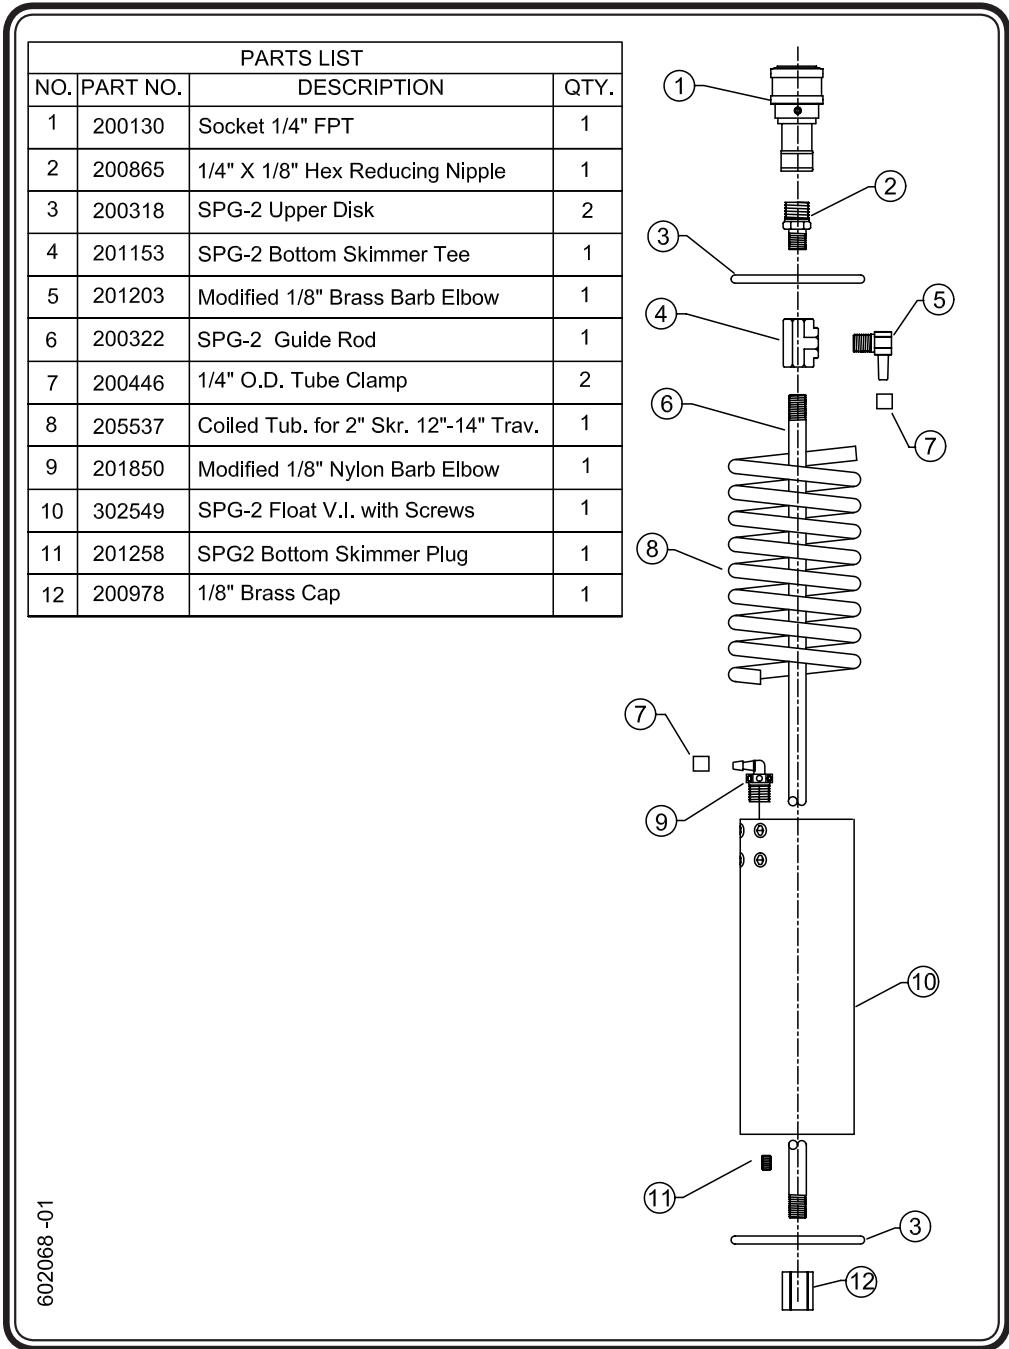 PARTS LIST
NO. PART NO. DESCRIPTION QTY.
1 200130 Socket 1/4" FPT 1
2 200865 1/4" X 1/8" Hex Reducing Nipple 1
3 200318 SPG-2 Upper Disk 2
4 201153 SPG-2 Bottom Skimmer Tee 1
5 201203 Modified 1/8" Brass Barb Elbow 1
6 200322 SPG-2 Guide Rod 1
7 200446 1/4" O.D. Tube Clamp 2
8 205537 Coiled Tub. for 2" Skr. 12"-14" Trav. 1
9 201850 Modified 1/8" Nylon Barb Elbow 1
10 302549 SPG-2 Float V.I. with Screws 1
11 201258 SPG2 Bottom Skimmer Plug 1
12 200978 1/8" Brass Cap 1
1
2
3
4
5
6
7
8
7
9
10
11
3
12
602068 -01